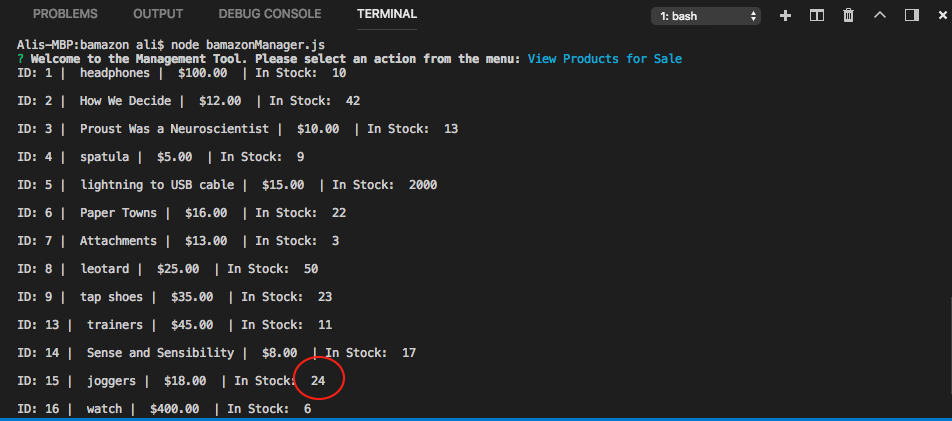 PROBLEMS OUTPUT DEBUG CONSOLE TERMINAL 1: bash
Alis-MBP:bamazon ali$ node bamazonManager.js
? Welcome to the Management Tool. Please select an action from the menu: View Products for Sale
ID: 1 |  headphones |  $100.00  | In Stock:  10
ID: 2 |  How We Decide |  $12.00  | In Stock:  42
ID: 3 |  Proust Was a Neuroscientist |  $10.00  | In Stock:  13
ID: 4 |  spatula |  $5.00  | In Stock:  9
ID: 5 |  lightning to USB cable |  $15.00  | In Stock:  2000
ID: 6 |  Paper Towns |  $16.00  | In Stock:  22
ID: 7 |  Attachments |  $13.00  | In Stock:  3
ID: 8 |  leotard |  $25.00  | In Stock:  50
ID: 9 |  tap shoes |  $35.00  | In Stock:  23
ID: 13 |  trainers |  $45.00  | In Stock:  11
ID: 14 |  Sense and Sensibility |  $8.00  | In Stock:  17
ID: 15 |  joggers |  $18.00  | In Stock:  24
ID: 16 |  watch |  $400.00  | In Stock:  6